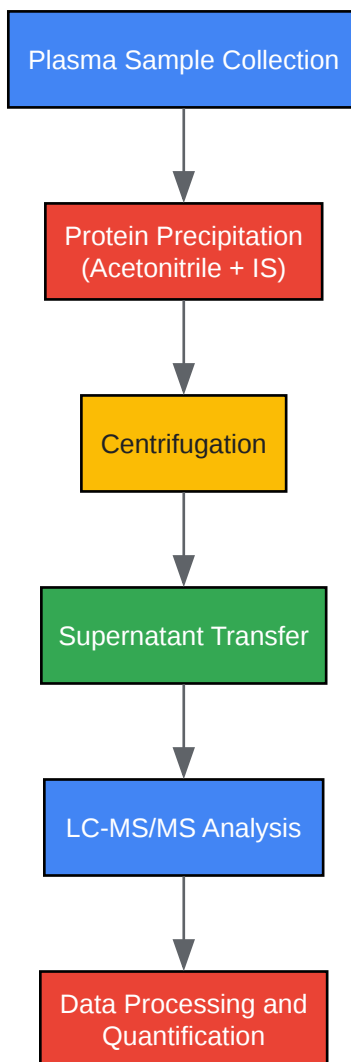 Plasma Sample Collection
Protein Precipitation
(Acetonitrile + IS)
Centrifugation
Supernatant Transfer
LC-MS/MS Analysis
Data Processing and
Quantification